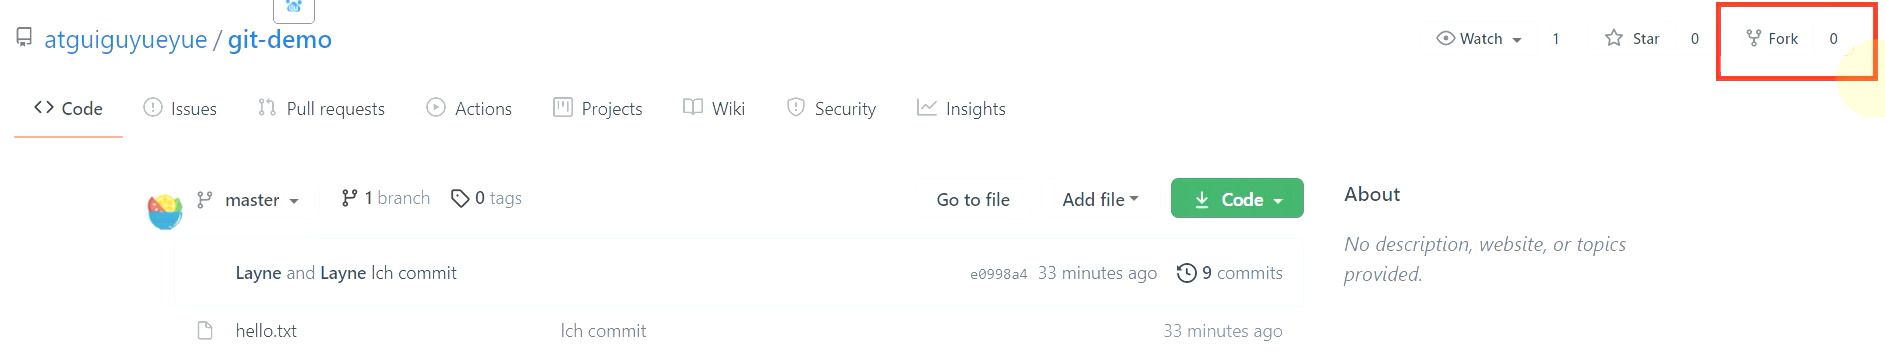 atguiguyueyue / git-demo
Watch 1 Star 0 Fork 0
Code Issues Pull requests Actions Projects Wiki Security Insights
master 1 branch 0 tags Go to file Add file Code
About
No description, website, or topics
provided.
Layne and Layne lch commit e0998a4 33 minutes ago 9 commits
hello.txt lch commit 33 minutes ago